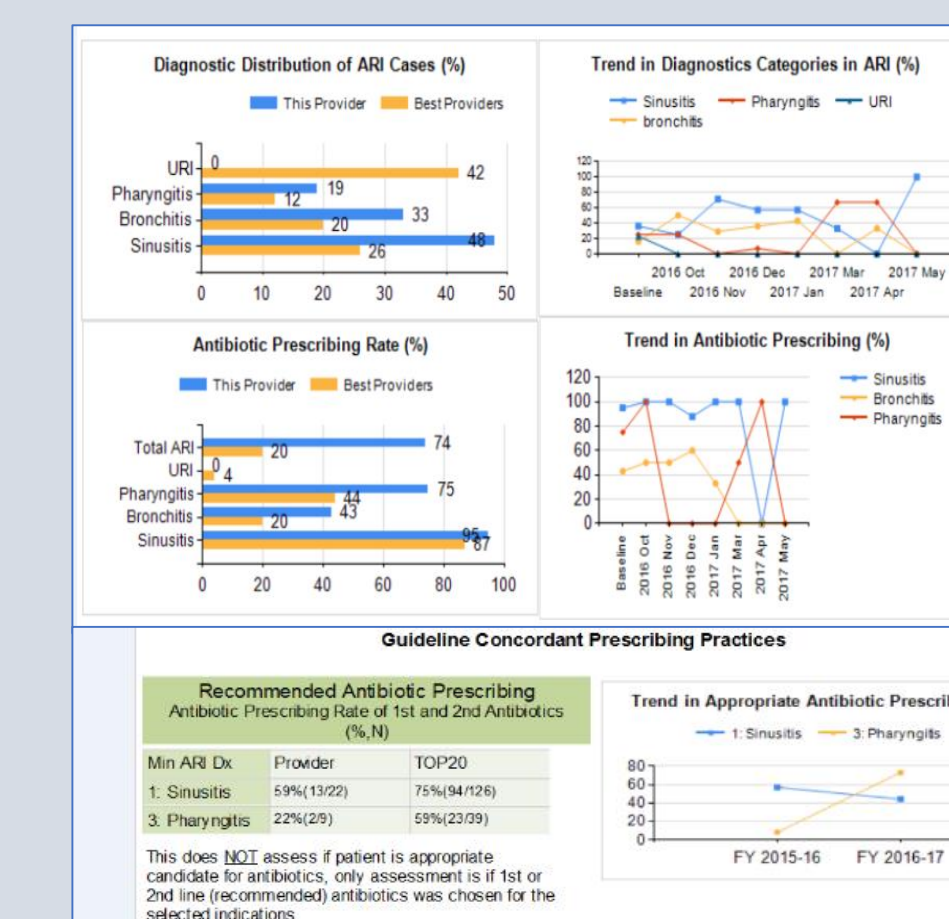 Diagnostic Distribution of ARI Cases (%)
This Provider Best Providers
URI 0 42
Pharyngitis 19 12
Bronchitis 33 20
Sinusitis 48 26
0 10 20 30 40 50
Trend in Diagnostics Categories in ARI (%)
Sinusitis Pharyngitis URI
bronchitis
120
100
80
60
40
20
0
2016 Oct 2016 Dec 2017 Mar 2017 May
Baseline 2016 Nov 2017 Jan 2017 Apr
Antibiotic Prescribing Rate (%)
This Provider Best Providers
Total ARI 74 20
URI 0 4
Pharyngitis 75 44
Bronchitis 43 20
Sinusitis 95 87
0 20 40 60 80 100
Trend in Antibiotic Prescribing (%)
Sinusitis
Bronchitis
Pharyngitis
120
100
80
60
40
20
0
Baseline
2016 Oct
2016 Nov
2016 Dec
2017 Jan
2017 Mar
2017 Apr
2017 May
Guideline Concordant Prescribing Practices
Recommended Antibiotic Prescribing
Antibiotic Prescribing Rate of 1st and 2nd Antibiotics
(%,N)
Min ARI Dx Provider TOP20
1: Sinusitis 59%(13/22) 75%(94/126)
3: Pharyngitis 22%(2/9) 59%(23/39)
This does NOT assess if patient is appropriate
candidate for antibiotics, only assessment is if 1st or
2nd line (recommended) antibiotics was chosen for the
selected indications
Trend in Appropriate Antibiotic Prescri
1: Sinusitis 3: Pharyngitis
80
60
40
20
0
FY 2015-16 FY 2016-17